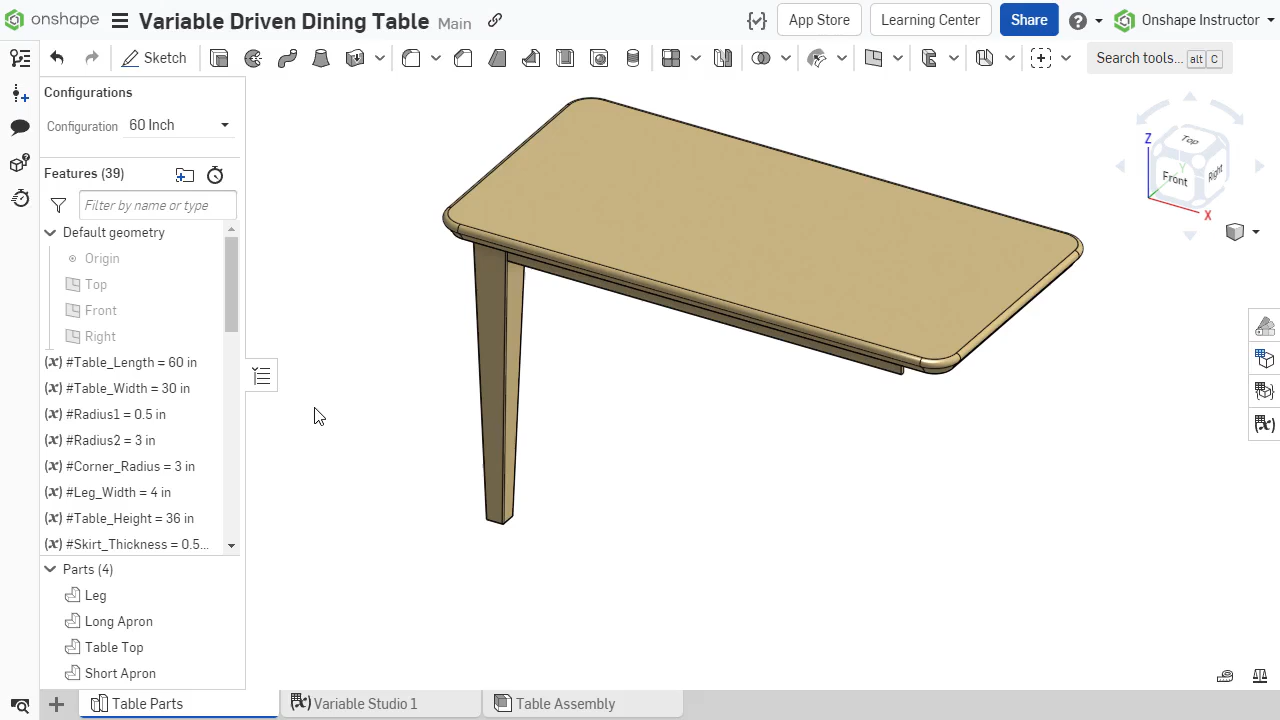 onshape Variable Driven Dining Table Main App Store Learning Center Share Onshape Instructor
Sketch Search tools... alt C
Configurations
Configuration 60 Inch
Features (39)
Filter by name or type
Default geometry
Origin
Top
Front
Right
(x) #Table_Length = 60 in
(x) #Table_Width = 30 in
(x) #Radius1 = 0.5 in
(x) #Radius2 = 3 in
(x) #Corner_Radius = 3 in
(x) #Leg_Width = 4 in
(x) #Table_Height = 36 in
(x) #Skirt_Thickness = 0.5...
Parts (4)
Leg
Long Apron
Table Top
Short Apron
Z
Top
Y
Front
Right
X
Table Parts
(x) Variable Studio 1
Table Assembly